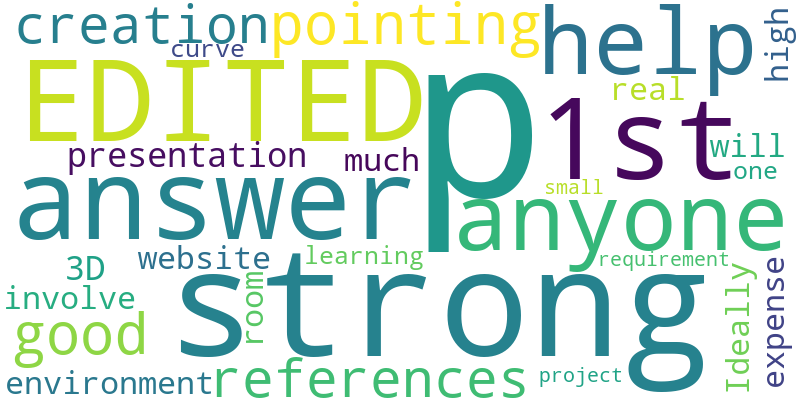 creation
pointing
help
high
curve
EDITED
p
1st
real
will
presentation
much
one
answer
small
anyone
website
learning
requirement
3D
strong
involve
room
Ideally
expense
good
environment
references
project